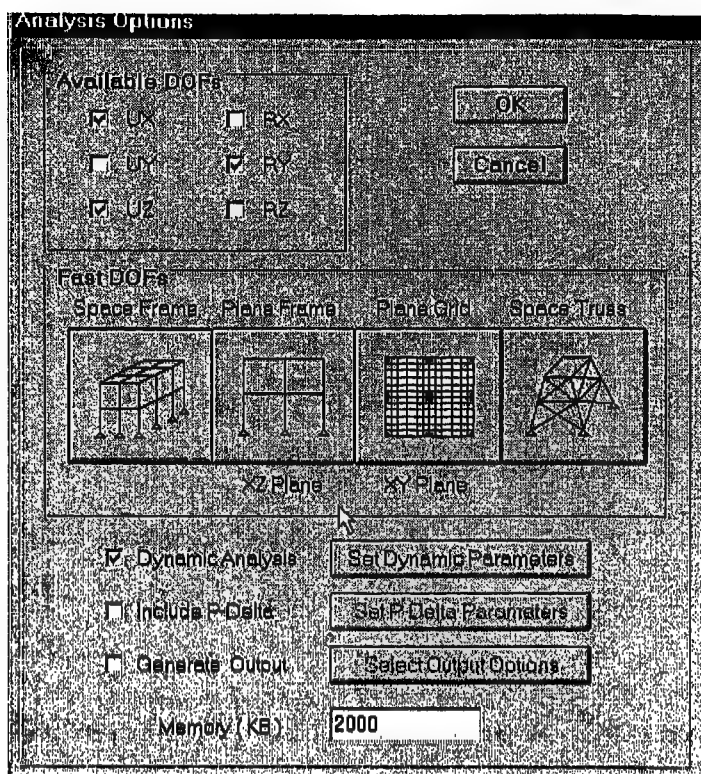 Analysis Options
Available DOFs
UX RX
UY RY
UZ RZ
OK
Cancel
Fast DOFs
Space Frame Plane Frame Plane Grid Space Truss
XZ Plane XY Plane
Dynamic Analysis Set Dynamic Parameters
Include P-Delta Set P-Delta Parameters
Generate Output Select Output Options
Memory (KB) 2000